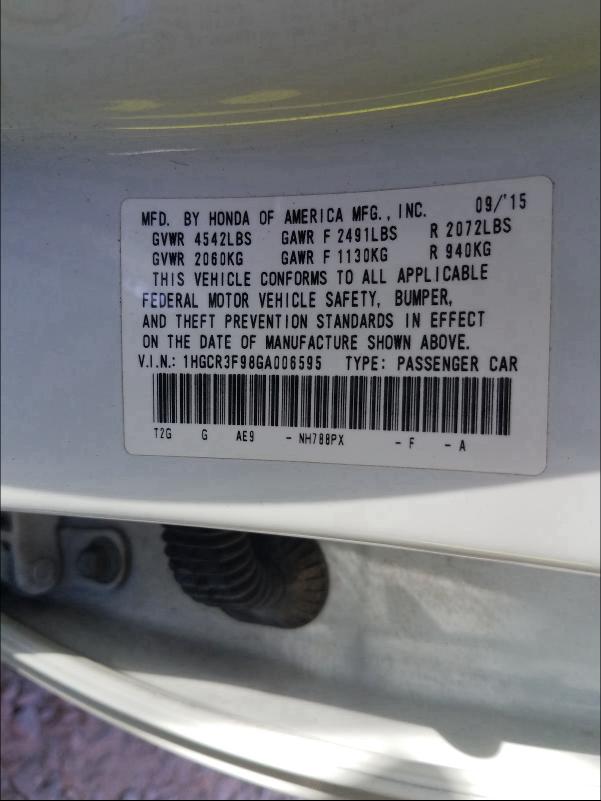 MFD. BY HONDA OF AMERICA MFG., INC. 09/'15
GVWR 4542LBS GAWR F 2491LBS R 2072LBS
GVWR 2060KG GAWR F 1130KG R 940KG
THIS VEHICLE CONFORMS TO ALL APPLICABLE
FEDERAL MOTOR VEHICLE SAFETY, BUMPER,
AND THEFT PREVENTION STANDARDS IN EFFECT
ON THE DATE OF MANUFACTURE SHOWN ABOVE.
V.I.N.: 1HGCR3F98GA006595 TYPE: PASSENGER CAR
T2G G AE9 - NH788PX - F - A